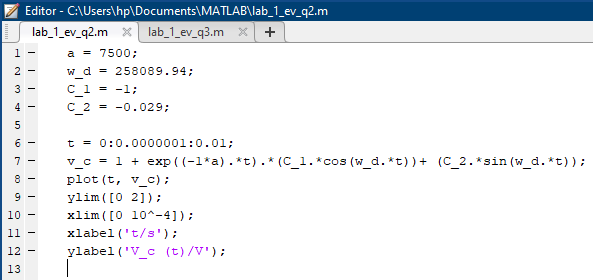 Editor - C:\Users\hp\Documents\MATLAB\lab_1_ev_q2.m
lab_1_ev_q2.m × lab_1_ev_q3.m × +
1 − a = 7500;
2 − w_d = 258089.94;
3 − C_1 = -1;
4 − C_2 = -0.029;
5
6 − t = 0:0.0000001:0.01;
7 − v_c = 1 + exp((-1*a).*t).*(C_1.*cos(w_d.*t))+ (C_2.*sin(w_d.*t));
8 − plot(t, v_c);
9 − ylim([0 2]);
10 − xlim([0 10^-4]);
11 − xlabel('t/s');
12 − ylabel('V_c (t)/V');
13